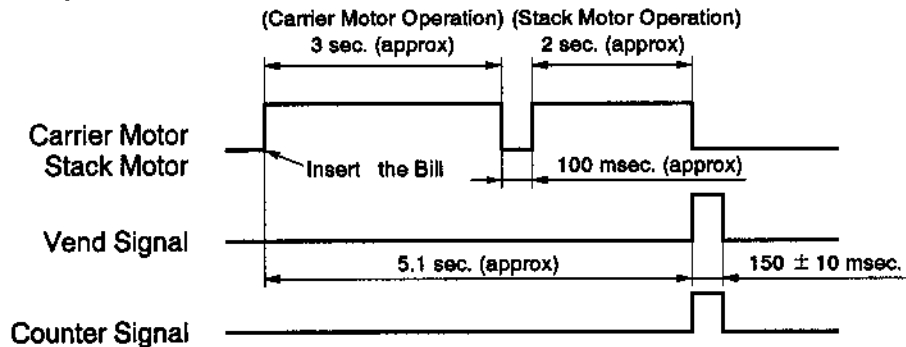 (Carrier Motor Operation) (Stack Motor Operation)
3 sec. (approx) 2 sec. (approx)
Carrier Motor
Stack Motor
Insert the Bill
100 msec. (approx)
Vend Signal
5.1 sec. (approx) 150 ± 10 msec.
Counter Signal